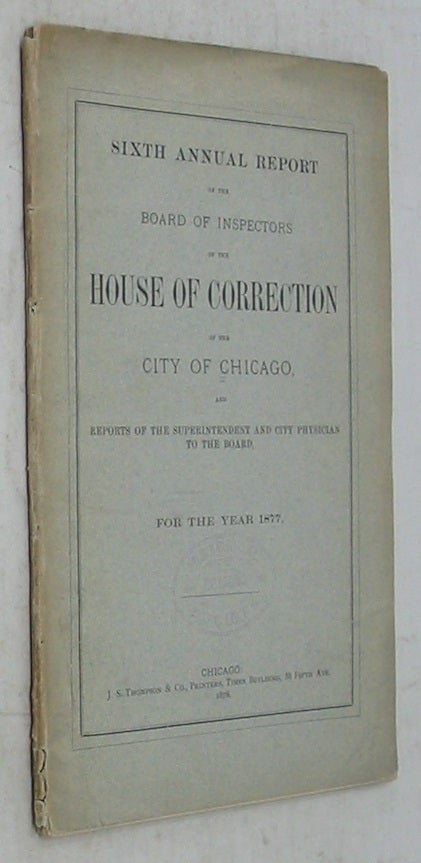 SIXTH ANNUAL REPORT
OF THE
BOARD OF INSPECTORS
OF THE
HOUSE OF CORRECTION
OF THE
CITY OF CHICAGO,
AND
REPORTS OF THE SUPERINTENDENT AND CITY PHYSICIAN
TO THE BOARD,
FOR THE YEAR 1877.
CHICAGO:
J. S. THOMPSON & CO., PRINTERS, TIMES BUILDING, FIFTH AVE.
1878.